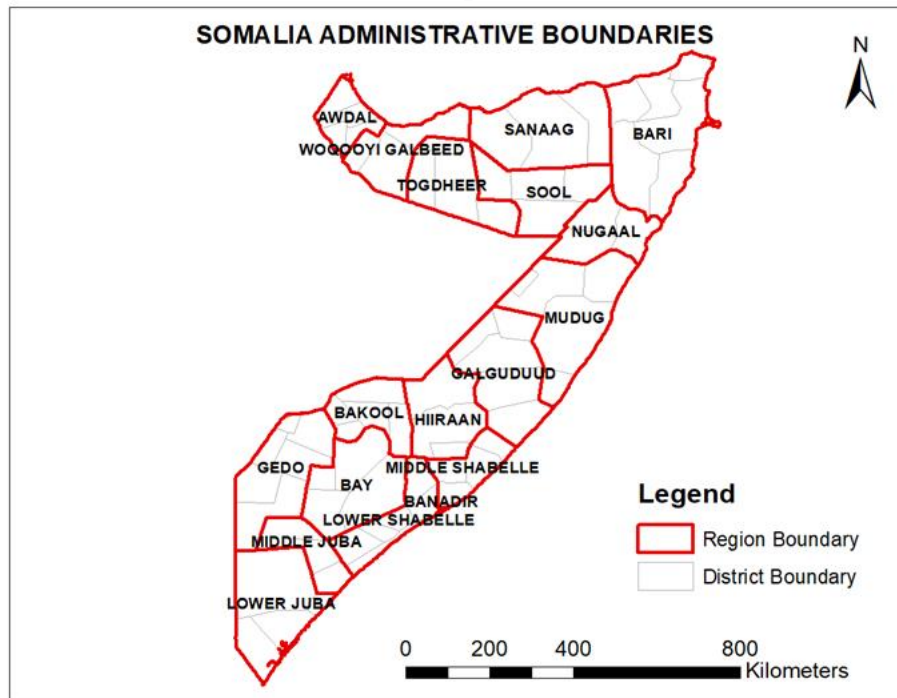 SOMALIA ADMINISTRATIVE BOUNDARIES
N
AWDAL
SANAAG
BARI
WOQOOYI GALBEED
TOGDHEER
SOOL
NUGAAL
MUDUG
GALGUDUUD
BAKOOL
HIIRAAN
GEDO
MIDDLE SHABELLE
BAY
BANADIR
LOWER SHABELLE
MIDDLE JUBA
LOWER JUBA
Legend
Region Boundary
District Boundary
0 200 400 800
Kilometers